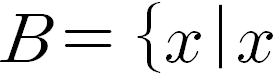 B = {x | x